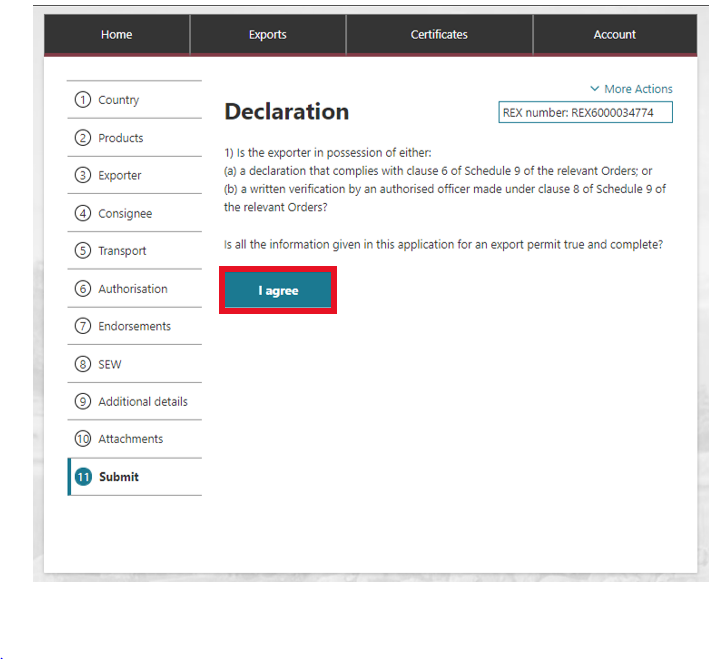 Home Exports Certificates Account
More Actions
REX number: REX6000034774
1 Country
2 Products
3 Exporter
4 Consignee
5 Transport
6 Authorisation
7 Endorsements
8 SEW
9 Additional details
10 Attachments
11 Submit
Declaration
1) Is the exporter in possession of either:
(a) a declaration that complies with clause 6 of Schedule 9 of the relevant Orders; or
(b) a written verification by an authorised officer made under clause 8 of Schedule 9 of
the relevant Orders?
Is all the information given in this application for an export permit true and complete?
I agree